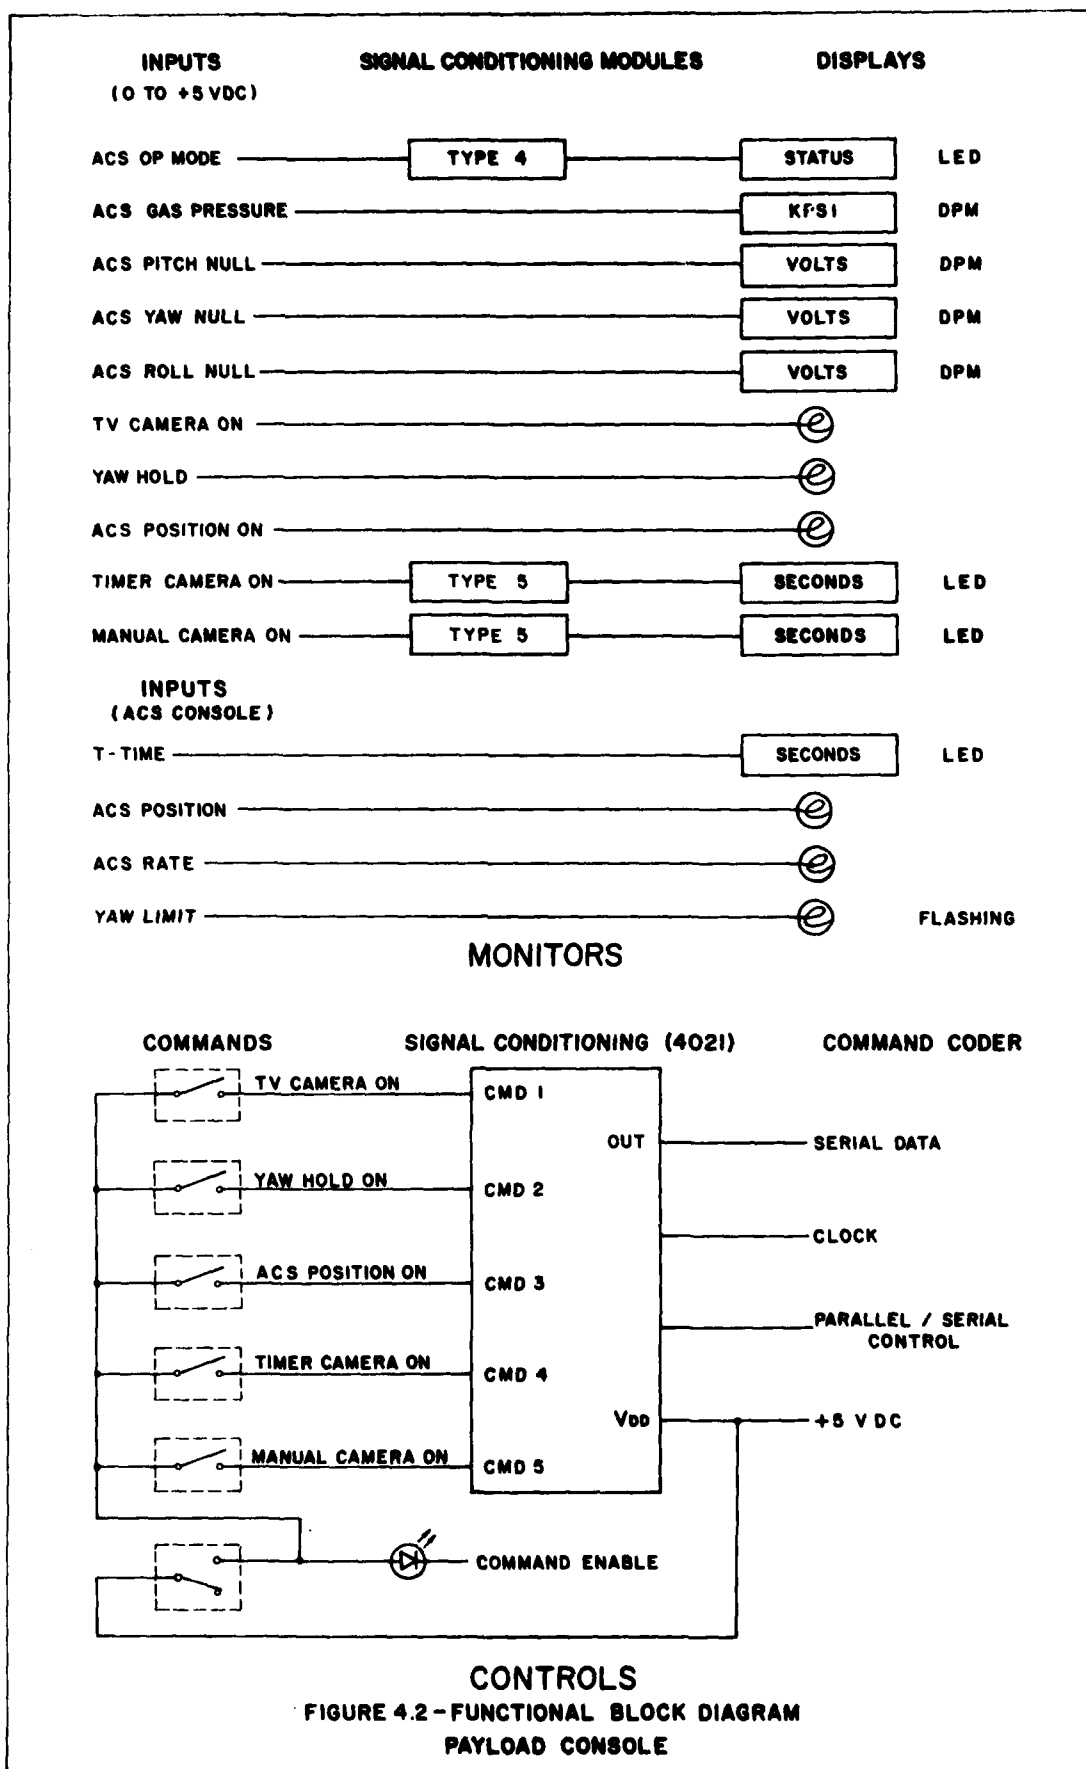 INPUTS SIGNAL CONDITIONING MODULES DISPLAYS
(0 TO +5 VDC)
ACS OP MODE TYPE 4 STATUS LED
ACS GAS PRESSURE KPSI DPM
ACS PITCH NULL VOLTS DPM
ACS YAW NULL VOLTS DPM
ACS ROLL NULL VOLTS DPM
TV CAMERA ON
YAW HOLD
ACS POSITION ON
TIMER CAMERA ON TYPE 5 SECONDS LED
MANUAL CAMERA ON TYPE 5 SECONDS LED
INPUTS
(ACS CONSOLE)
T-TIME SECONDS LED
ACS POSITION
ACS RATE
YAW LIMIT FLASHING
MONITORS
COMMANDS SIGNAL CONDITIONING (4021) COMMAND CODER
TV CAMERA ON CMD 1
OUT SERIAL DATA
YAW HOLD ON CMD 2
CLOCK
ACS POSITION ON CMD 3
PARALLEL / SERIAL
CONTROL
TIMER CAMERA ON CMD 4
VDD +5 VDC
MANUAL CAMERA ON CMD 5
COMMAND ENABLE
CONTROLS
FIGURE 4.2-FUNCTIONAL BLOCK DIAGRAM
PAYLOAD CONSOLE